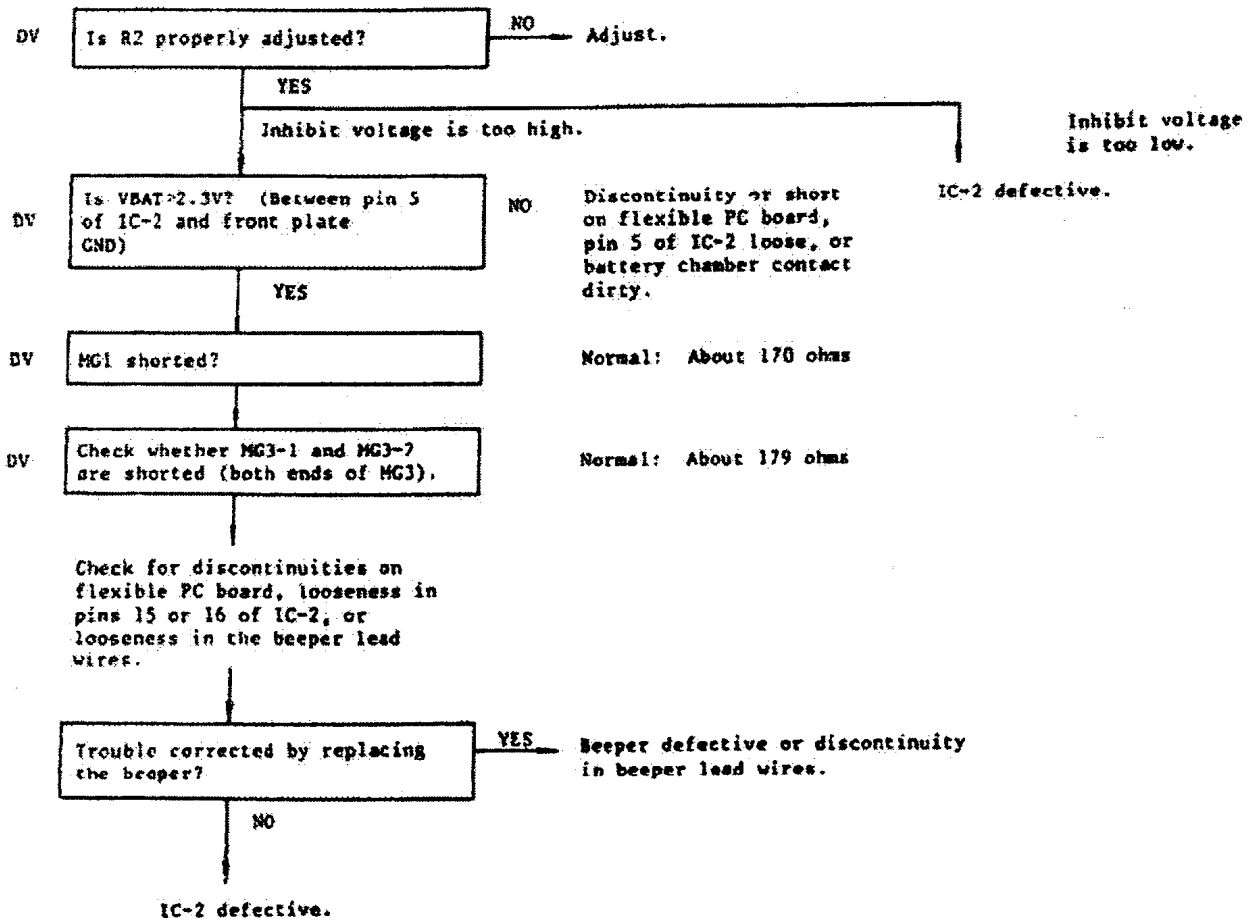 DV
Is R2 properly adjusted?
NO
Adjust.
YES
Inhibit voltage is too high.
Inhibit voltage
is too low.
IC-2 defective.
DV
Is VBAT>2.3V? (Between pin 5
of IC-2 and front plate
GND)
NO
Discontinuity or short
on flexible PC board,
pin 5 of IC-2 loose, or
battery chamber contact
dirty.
YES
DV
MG1 shorted?
Normal: About 170 ohms
DV
Check whether MG3-1 and MG3-2
are shorted (both ends of MG3).
Normal: About 179 ohms
Check for discontinuities on
flexible PC board, looseness in
pins 15 or 16 of IC-2, or
looseness in the beeper lead
wires.
Trouble corrected by replacing
the beeper?
YES
Beeper defective or discontinuity
in beeper lead wires.
NO
IC-2 defective.